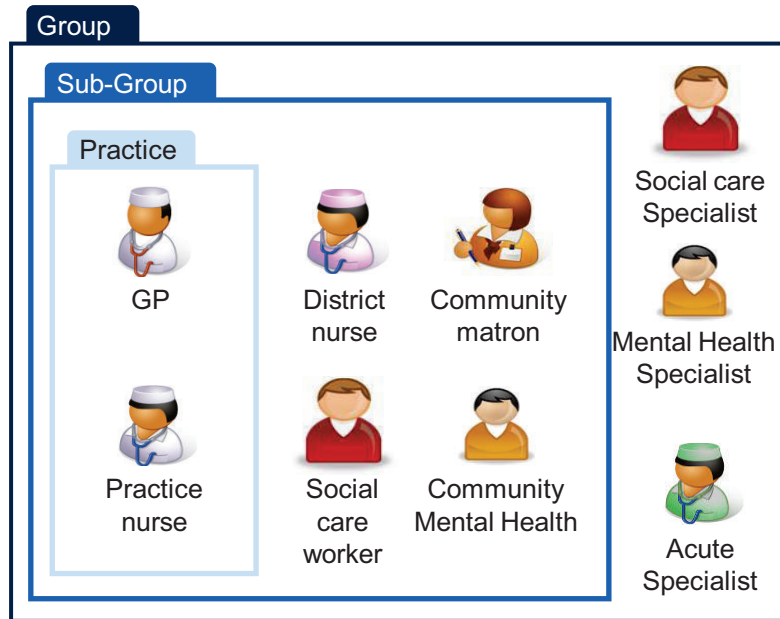 Group
Sub-Group
Practice
GP
Practice
nurse
District
nurse
Community
matron
Social
care
worker
Community
Mental Health
Social care
Specialist
Mental Health
Specialist
Acute
Specialist